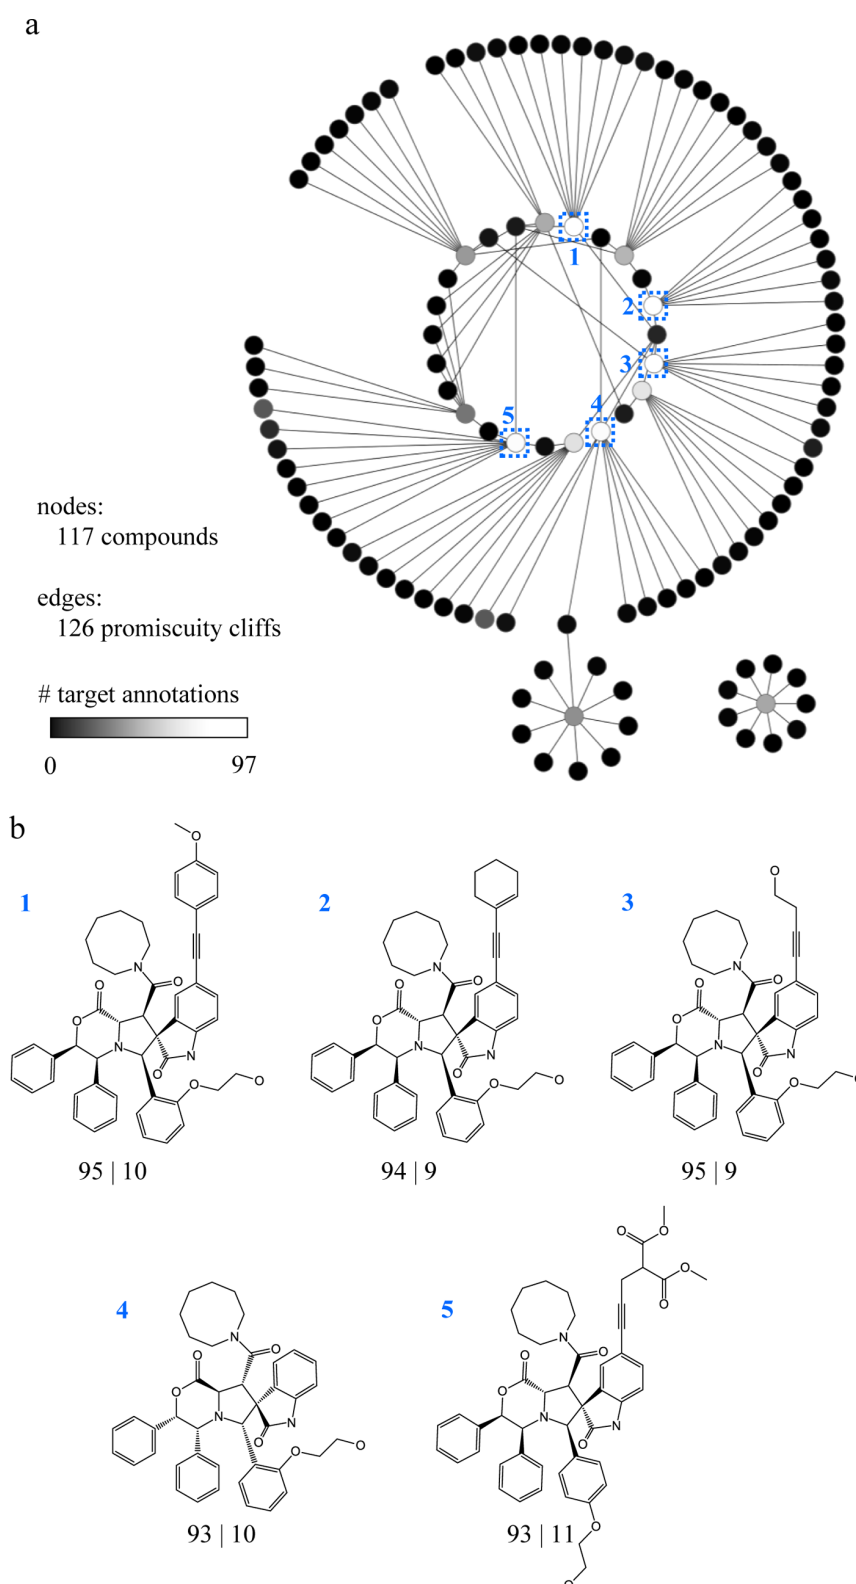 a
1
2
3
4
5
nodes:
117 compounds
edges:
126 promiscuity cliffs
# target annotations
0 97
b
1 2 3
O
O
O
N O
N O
N O
O
O
O
O
O
O
N
N
N
N
N
N
O
O
O
O O
O O
O O
95 | 10 94 | 9 95 | 9
4 5
O O
O O
N O
N O
O
O
O
O
N
N
N
N
O
O
O O
93 | 10 93 | 11
O
O